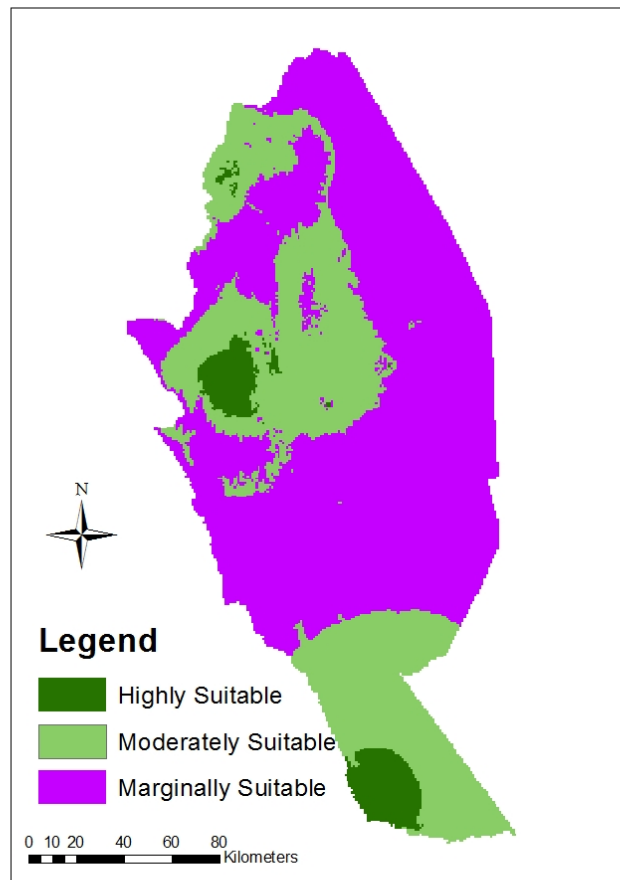 N
Legend
Highly Suitable
Moderately Suitable
Marginally Suitable
0 10 20 40 60 80
Kilometers